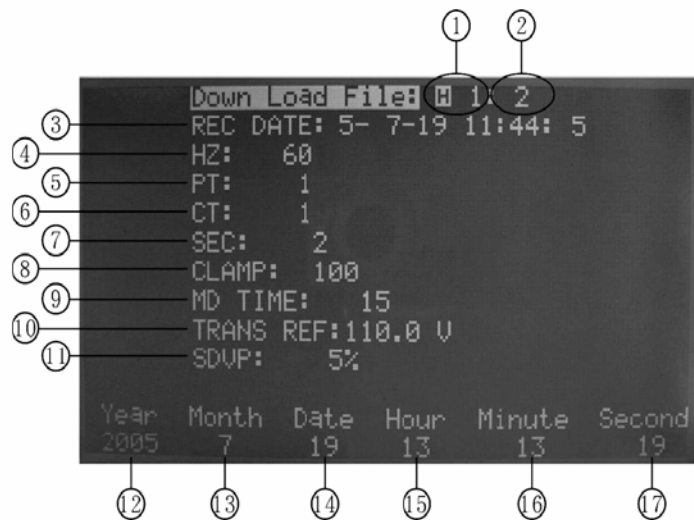 ① ②
Down Load File: H 1: 2
③ REC DATE: 5- 7-19 11:44: 5
④ HZ: 60
⑤ PT: 1
⑥ CT: 1
⑦ SEC: 2
⑧ CLAMP: 100
⑨ MD TIME: 15
⑩ TRANS REF:110.0 V
⑪ SDVP: 5%
Year Month Date Hour Minute Second
2005 7 19 13 13 19
⑫ ⑬ ⑭ ⑮ ⑯ ⑰